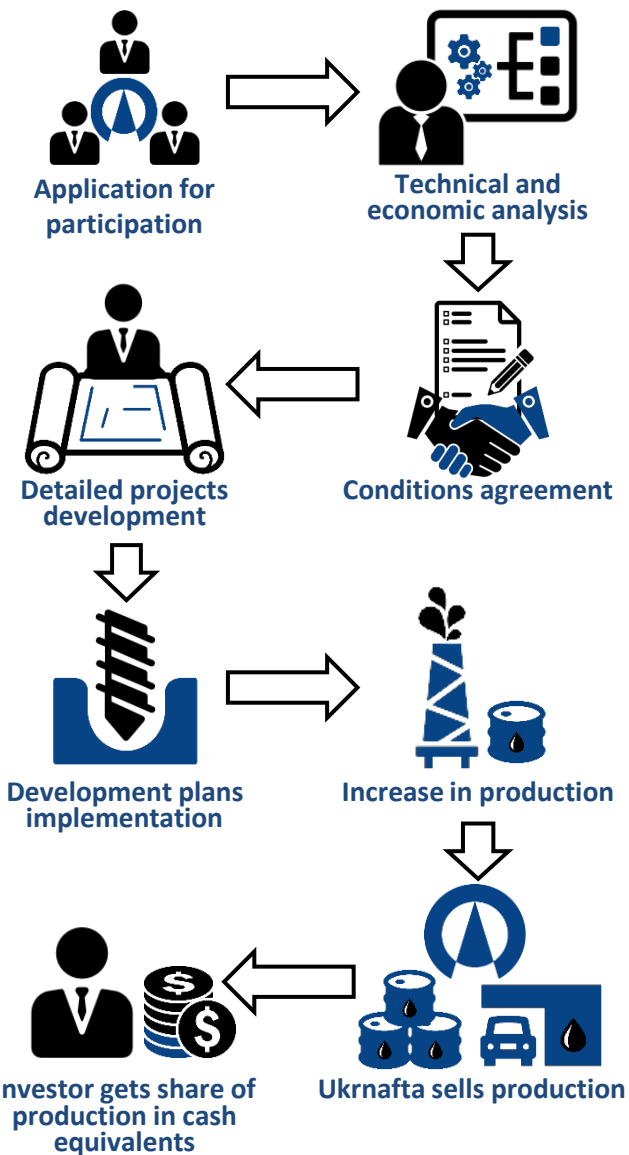 Application for
participation
Technical and
economic analysis
Conditions agreement
Detailed projects
development
Development plans
implementation
Increase in production
Ukrnafta sells production
nvestor gets share of
production in cash
equivalents